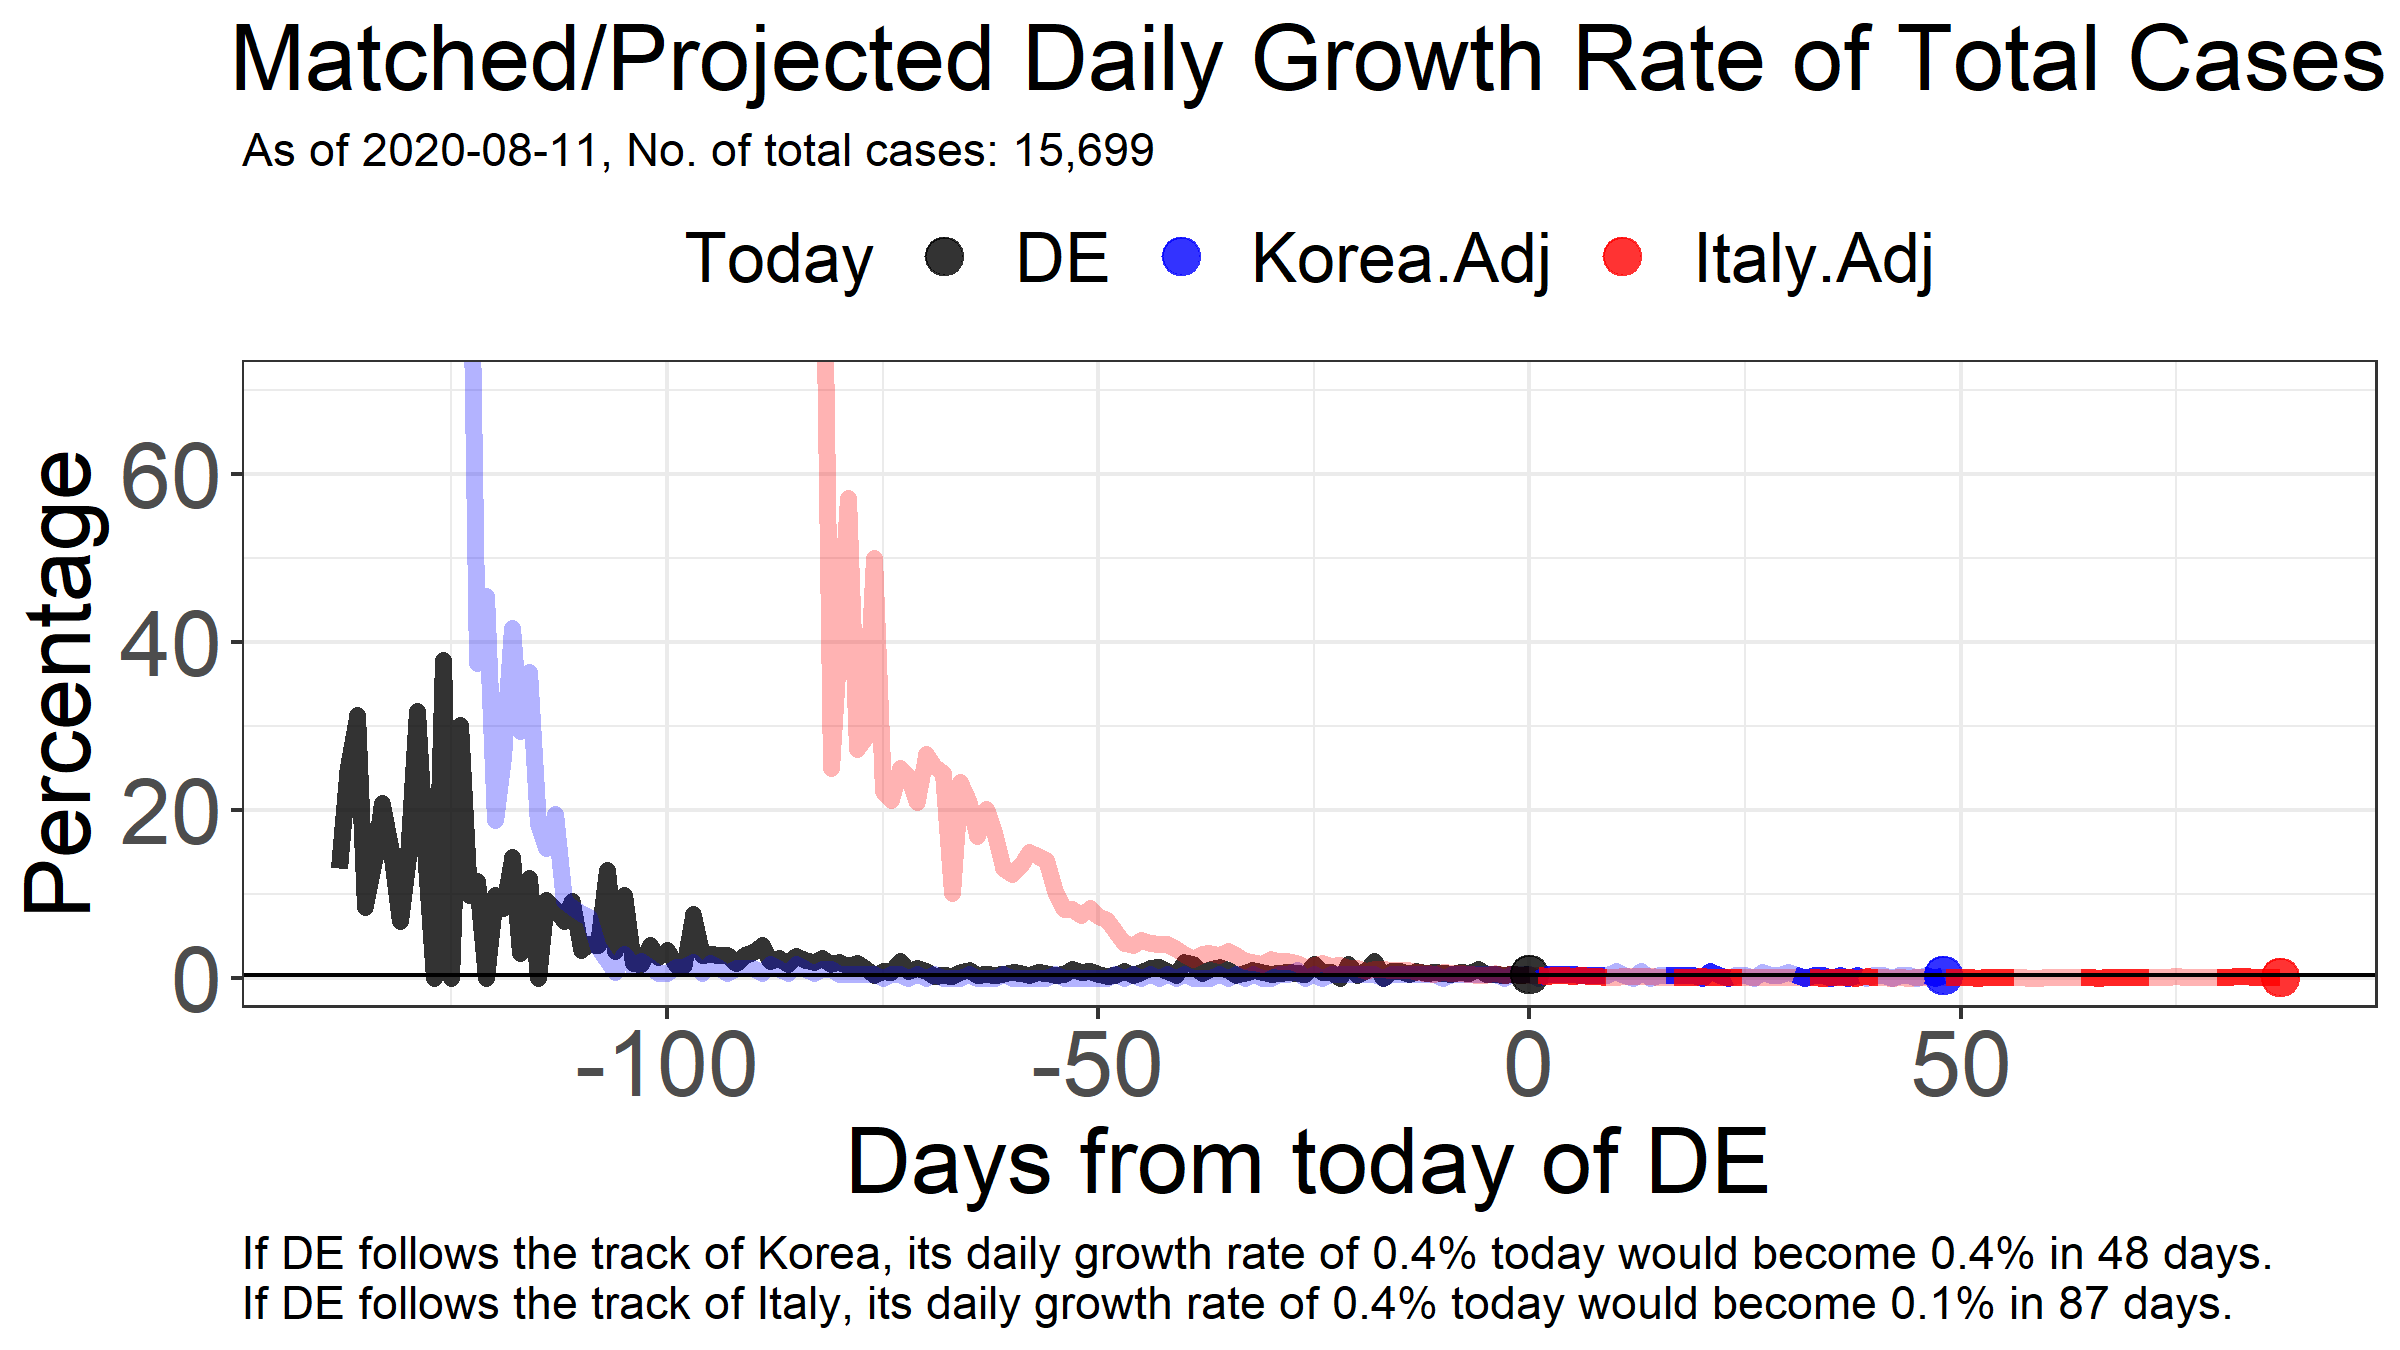 Matched/Projected Daily Growth Rate of Total Cases
As of 2020-08-11, No. of total cases: 15,699
Today DE Korea.Adj Italy.Adj
Percentage
60
40
20
0
-100 -50 0 50
Days from today of DE
If DE follows the track of Korea, its daily growth rate of 0.4% today would become 0.4% in 48 days.
If DE follows the track of Italy, its daily growth rate of 0.4% today would become 0.1% in 87 days.